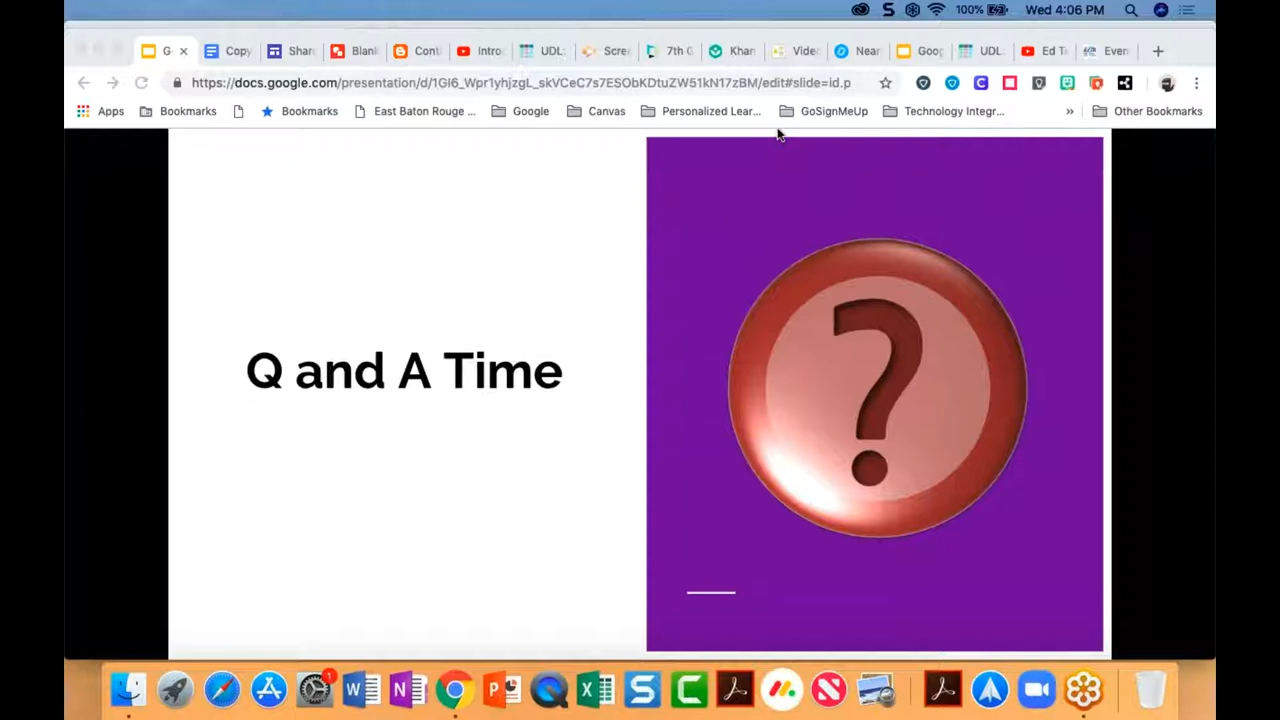 100% Wed 4:06 PM
G Copy Shar Blank Cont Intro UDL: Scre 7th G Khan Vide Near Goog UDL: Ed T Even
https://docs.google.com/presentation/d/1GI6_Wpr1yhjzgL_skVCeC7s7ESObKDtuZW51kN17zBM/edit#slide=id.p
Apps Bookmarks Bookmarks East Baton Rouge ... Google Canvas Personalized Lear... GoSignMeUp Technology Integr... » Other Bookmarks
Q and A Time
?
1